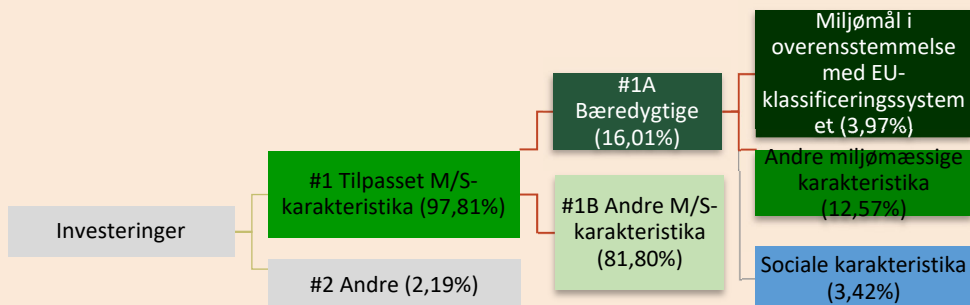 Investeringer
#1 Tilpasset M/S-
karakteristika (97,81%)
#2 Andre (2,19%)
#1A
Bæredygtige
(16,01%)
#1B Andre M/S-
karakteristika
(81,80%)
Miljømål i
overensstemmelse
med EU-
klassificeringssystem
et (3,97%)
Andre miljømæssige
karakteristika
(12,57%)
Sociale karakteristika
(3,42%)